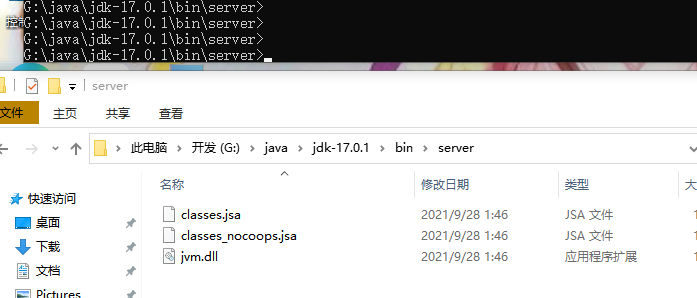 G:\java\jdk-17.0.1\bin\server>
G:\java\jdk-17.0.1\bin\server>
G:\java\jdk-17.0.1\bin\server>
G:\java\jdk-17.0.1\bin\server>
server
文件 主页 共享 查看
此电脑 开发 (G:) java jdk-17.0.1 bin server
名称 修改日期 类型 大
快速访问
桌面
下载
文档
Pictures
classes.jsa 2021/9/28 1:46 JSA 文件
classes_nocoops.jsa 2021/9/28 1:46 JSA 文件
jvm.dll 2021/9/28 1:46 应用程序扩展